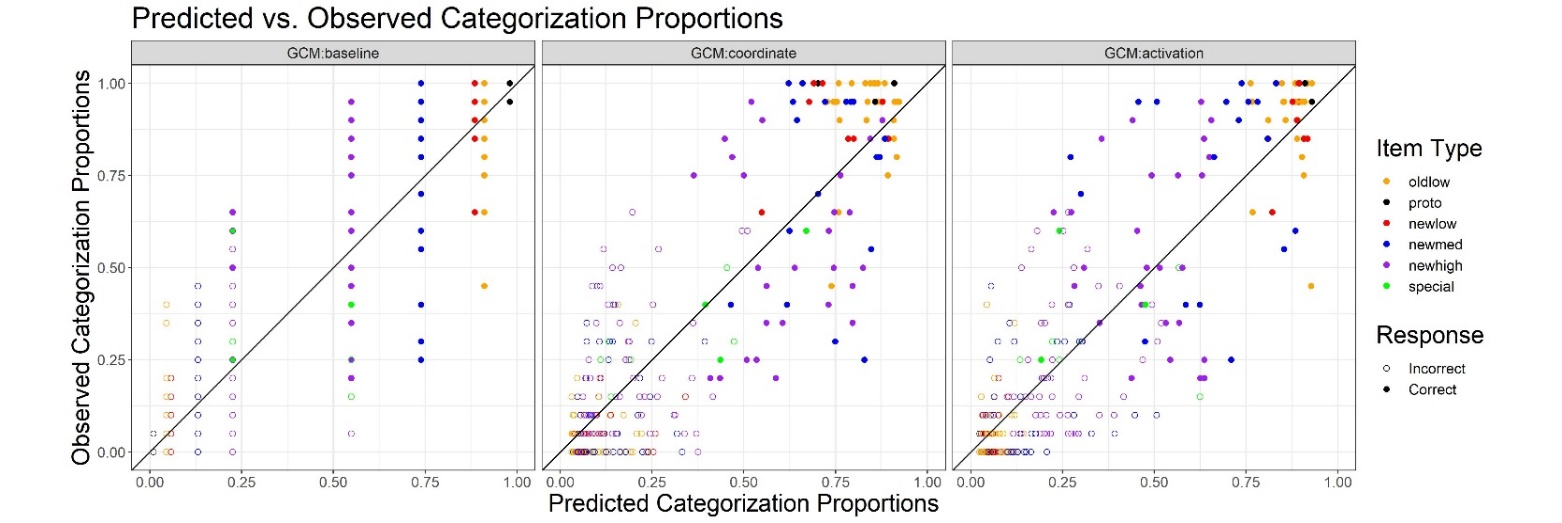 Predicted vs. Observed Categorization Proportions
GCM:baseline
GCM:coordinate
GCM:activation
Observed Categorization Proportions
1.00
0.75
0.50
0.25
0.00
0.00 0.25 0.50 0.75 1.00
0.00 0.25 0.50 0.75 1.00
0.00 0.25 0.50 0.75 1.00
Predicted Categorization Proportions
Item Type
oldlow
proto
newlow
newmed
newhigh
special
Response
Incorrect
Correct